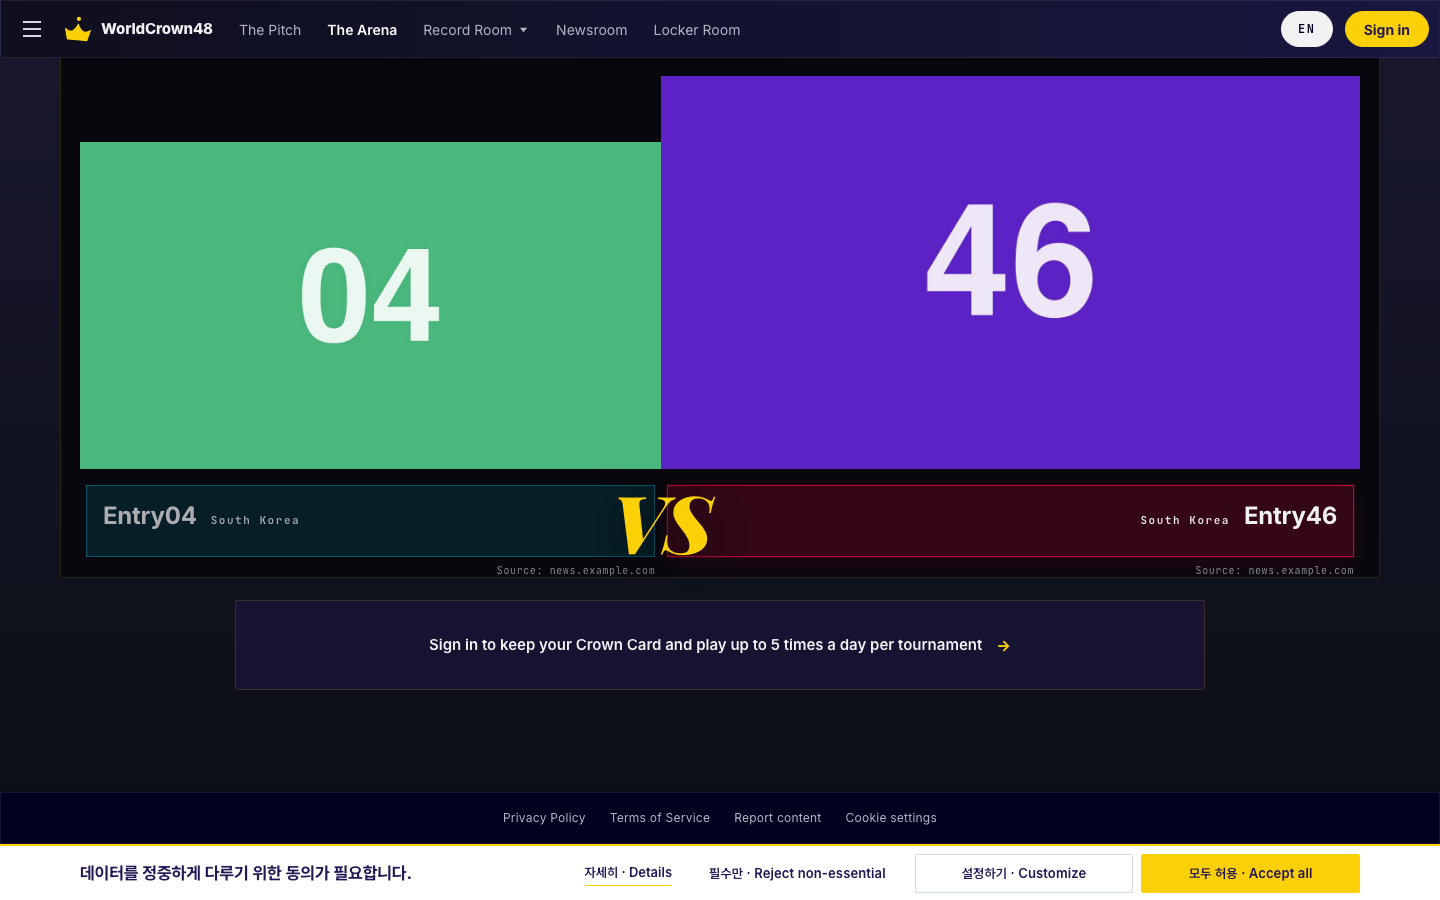 WorldCrown48 The Pitch The Arena Record Room Newsroom Locker Room EN Sign in
04 46
Entry04 South Korea VS South Korea Entry46
Source: news.example.com Source: news.example.com
Sign in to keep your Crown Card and play up to 5 times a day per tournament →
Privacy Policy Terms of Service Report content Cookie settings
데이터를 정중하게 다루기 위한 동의가 필요합니다. 자세히 · Details 필수만 · Reject non-essential 설정하기 · Customize 모두 허용 · Accept all